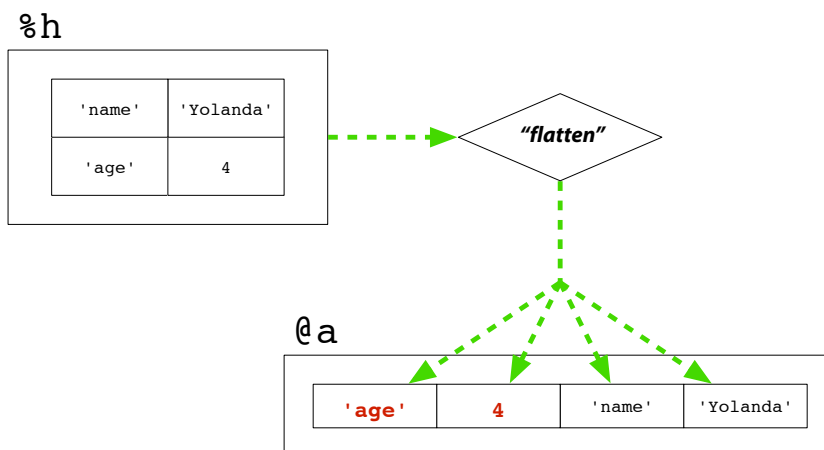 %h
'name' 'Yolanda'
'age' 4
“flatten”
@a
'age' 4 'name' 'Yolanda'